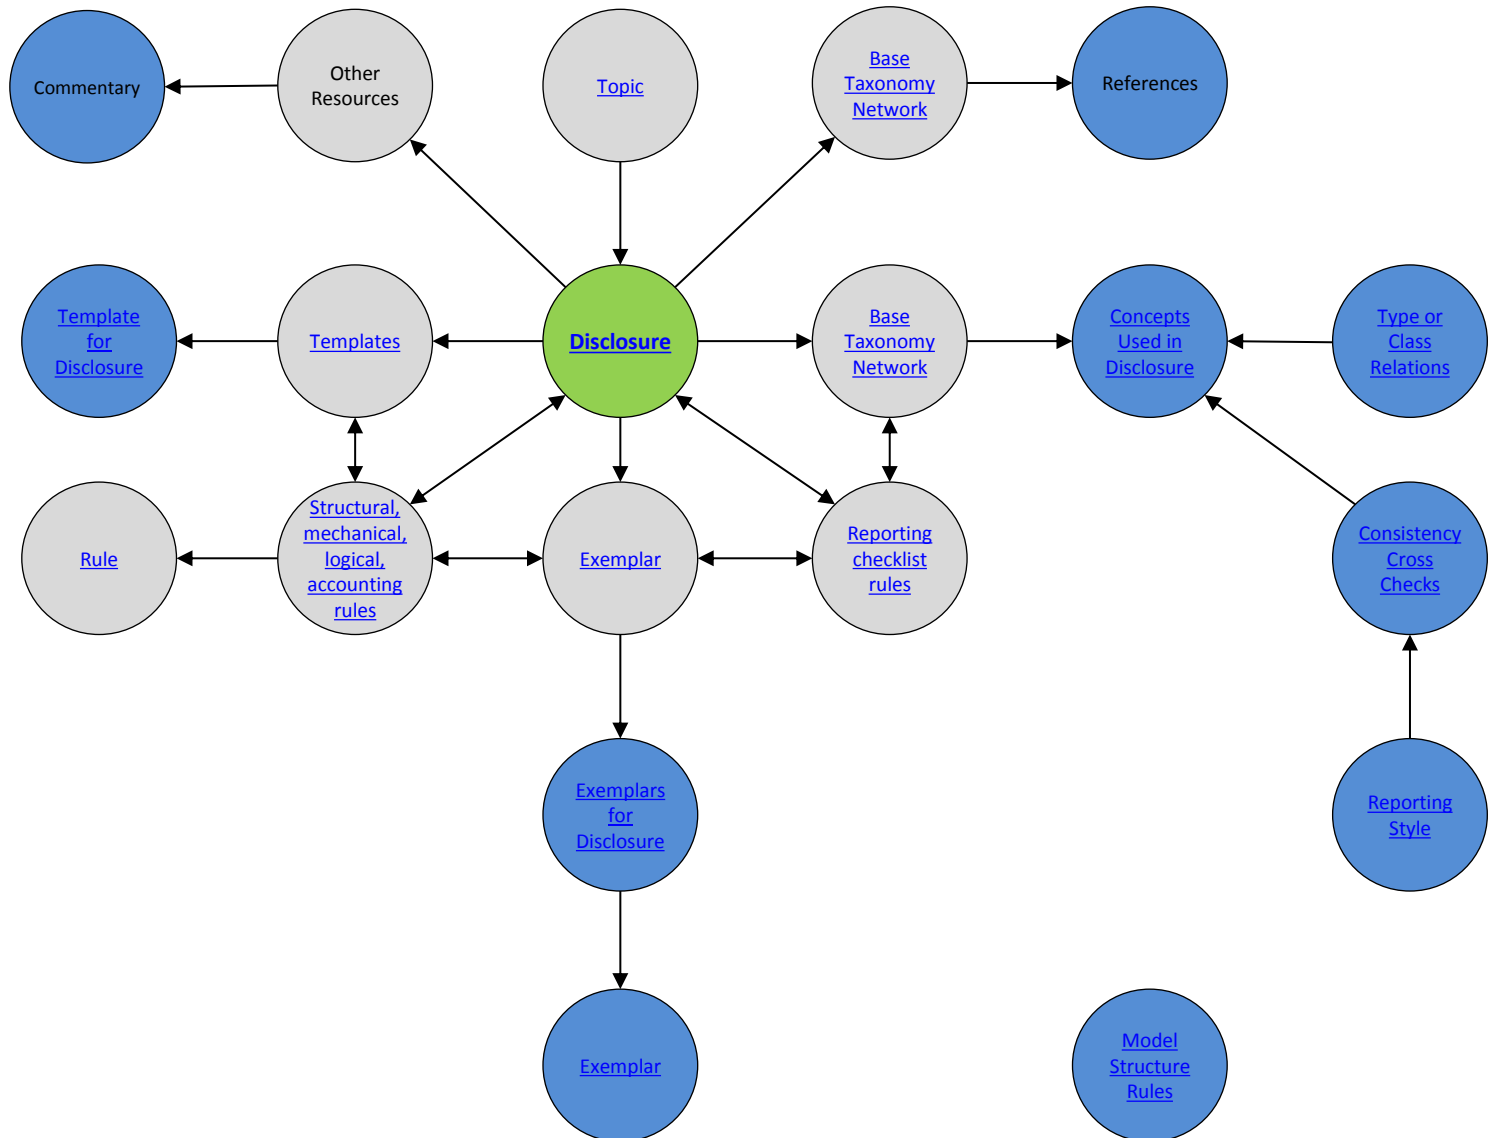 Commentary
Other
Resources
Topic
Base
Taxonomy
Network
References
Template
for
Disclosure
Templates
Disclosure
Base
Taxonomy
Network
Concepts
Used in
Disclosure
Type or
Class
Relations
Rule
Structural,
mechanical,
logical,
accounting
rules
Exemplar
Reporting
checklist
rules
Consistency
Cross
Checks
Exemplars
for
Disclosure
Reporting
Style
Exemplar
Model
Structure
Rules